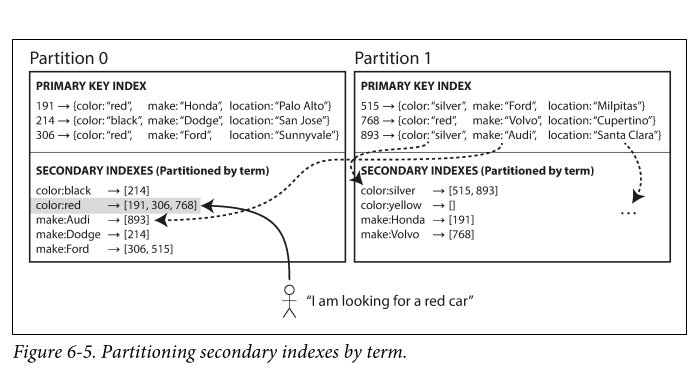 Partition 0
PRIMARY KEY INDEX
191 → {color: “red”, make: “Honda”, location: “Palo Alto”}
214 → {color: “black”, make: “Dodge”, location: “San Jose”}
306 → {color: “red”, make: “Ford”, location: “Sunnyvale”}
SECONDARY INDEXES (Partitioned by term)
color:black → [214]
color:red → [191, 306, 768]
make:Audi → [893]
make:Dodge → [214]
make:Ford → [306, 515]
Partition 1
PRIMARY KEY INDEX
515 → {color: “silver”, make: “Ford”, location: “Milpitas”}
768 → {color: “red”, make: “Volvo”, location: “Cupertino”}
893 → {color: “silver”, make: “Audi”, location: “Santa Clara”}
SECONDARY INDEXES (Partitioned by term)
color:silver → [515, 893]
color:yellow → []
make:Honda → [191]
make:Volvo → [768]
...
“I am looking for a red car”
Figure 6-5. Partitioning secondary indexes by term.